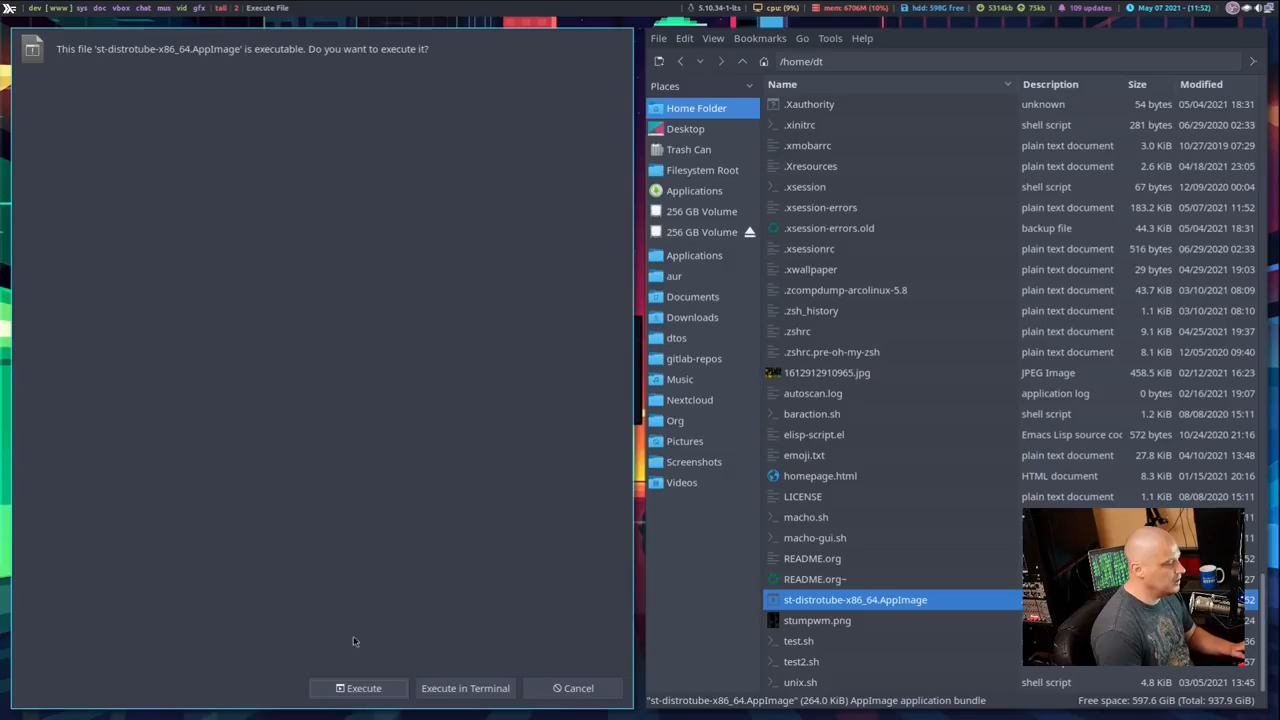 dev [ www ] sys doc vbox chat mus vid gfx | tall | 2 | Execute File
5.10.34-1-lts | cpu: (9%) | mem: 6706M (10%) | hdd: 598G free | 5314kb 75kb | 109 updates | May 07 2021 - (11:52)
This file 'st-distrotube-x86_64.AppImage' is executable. Do you want to execute it?
Execute
Execute in Terminal
Cancel
File Edit View Bookmarks Go Tools Help
/home/dt
Places
Home Folder
Desktop
Trash Can
Filesystem Root
Applications
256 GB Volume
256 GB Volume
Applications
aur
Documents
Downloads
dtos
gitlab-repos
Music
Nextcloud
Org
Pictures
Screenshots
Videos
Name Description Size Modified
.Xauthority unknown 54 bytes 05/04/2021 18:31
.xinitrc shell script 281 bytes 06/29/2020 02:33
.xmobarrc plain text document 3.0 KiB 10/27/2019 07:29
.Xresources plain text document 2.6 KiB 04/18/2021 23:05
.xsession shell script 67 bytes 12/09/2020 00:04
.xsession-errors plain text document 183.2 KiB 05/07/2021 11:52
.xsession-errors.old backup file 44.3 KiB 05/04/2021 18:31
.xsessionrc plain text document 516 bytes 06/29/2020 02:33
.xwallpaper plain text document 29 bytes 04/29/2021 19:03
.zcompdump-arcolinux-5.8 plain text document 43.7 KiB 03/10/2021 08:09
.zsh_history plain text document 1.1 KiB 03/10/2021 08:10
.zshrc plain text document 9.1 KiB 04/25/2021 19:37
.zshrc.pre-oh-my-zsh plain text document 8.1 KiB 12/05/2020 09:40
1612912910965.jpg JPEG Image 458.5 KiB 02/12/2021 16:23
autoscan.log application log 0 bytes 02/16/2021 19:07
baraction.sh shell script 1.2 KiB 08/08/2020 15:11
elisp-script.el Emacs Lisp source coc 572 bytes 10/24/2020 21:16
emoji.txt plain text document 27.8 KiB 04/10/2021 13:48
homepage.html HTML document 8.3 KiB 01/15/2021 20:16
LICENSE plain text document 1.1 KiB 08/08/2020 15:11
macho.sh 11
macho-gui.sh 11
README.org 52
README.org~ 27
st-distrotube-x86_64.AppImage 52
stumpwm.png 24
test.sh
test2.sh 57
unix.sh shell script 4.8 KiB 03/05/2021 13:45
"st-distrotube-x86_64.AppImage" (264.0 KiB) AppImage application bundle
Free space: 597.6 GiB (Total: 937.9 GiB)